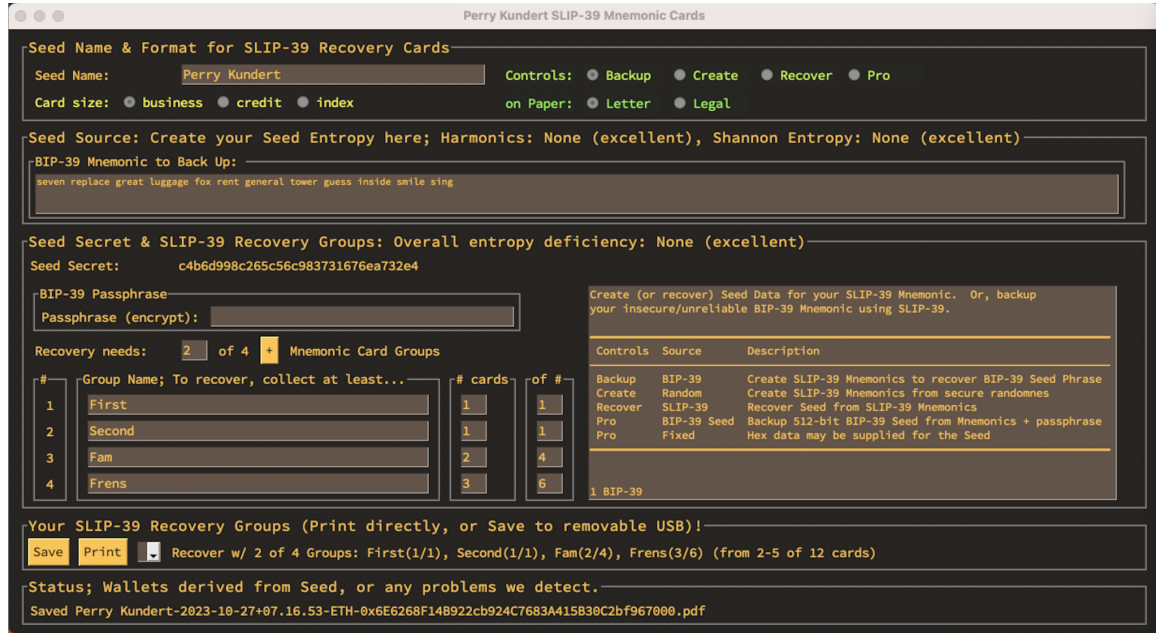 Perry Kundert SLIP-39 Mnemonic Cards
Seed Name & Format for SLIP-39 Recovery Cards
Seed Name: Perry Kundert Controls: Backup Create Recover Pro
Card size: business credit index on Paper: Letter Legal
Seed Source: Create your Seed Entropy here; Harmonics: None (excellent), Shannon Entropy: None (excellent)
BIP-39 Mnemonic to Back Up:
seven replace great luggage fox rent general tower guess inside smile sing
Seed Secret & SLIP-39 Recovery Groups: Overall entropy deficiency: None (excellent)
Seed Secret: c4b6d998c265c56c983731676ea732e4
BIP-39 Passphrase
Passphrase (encrypt):
Recovery needs: 2 of 4 + Mnemonic Card Groups
# Group Name; To recover, collect at least... # cards of #
1 First 1 1
2 Second 1 1
3 Fam 2 4
4 Frens 3 6
Create (or recover) Seed Data for your SLIP-39 Mnemonic. Or, backup
your insecure/unreliable BIP-39 Mnemonic using SLIP-39.
Controls Source Description
Backup BIP-39 Create SLIP-39 Mnemonics to recover BIP-39 Seed Phrase
Create Random Create SLIP-39 Mnemonics from secure randomnes
Recover SLIP-39 Recover Seed from SLIP-39 Mnemonics
Pro BIP-39 Seed Backup 512-bit BIP-39 Seed from Mnemonics + passphrase
Pro Fixed Hex data may be supplied for the Seed
1 BIP-39
Your SLIP-39 Recovery Groups (Print directly, or Save to removable USB)!
Save Print Recover w/ 2 of 4 Groups: First(1/1), Second(1/1), Fam(2/4), Frens(3/6) (from 2-5 of 12 cards)
Status; Wallets derived from Seed, or any problems we detect.
Saved Perry Kundert-2023-10-27+07.16.53-ETH-0x6E6268F14B922cb924C7683A415B30C2bf967000.pdf